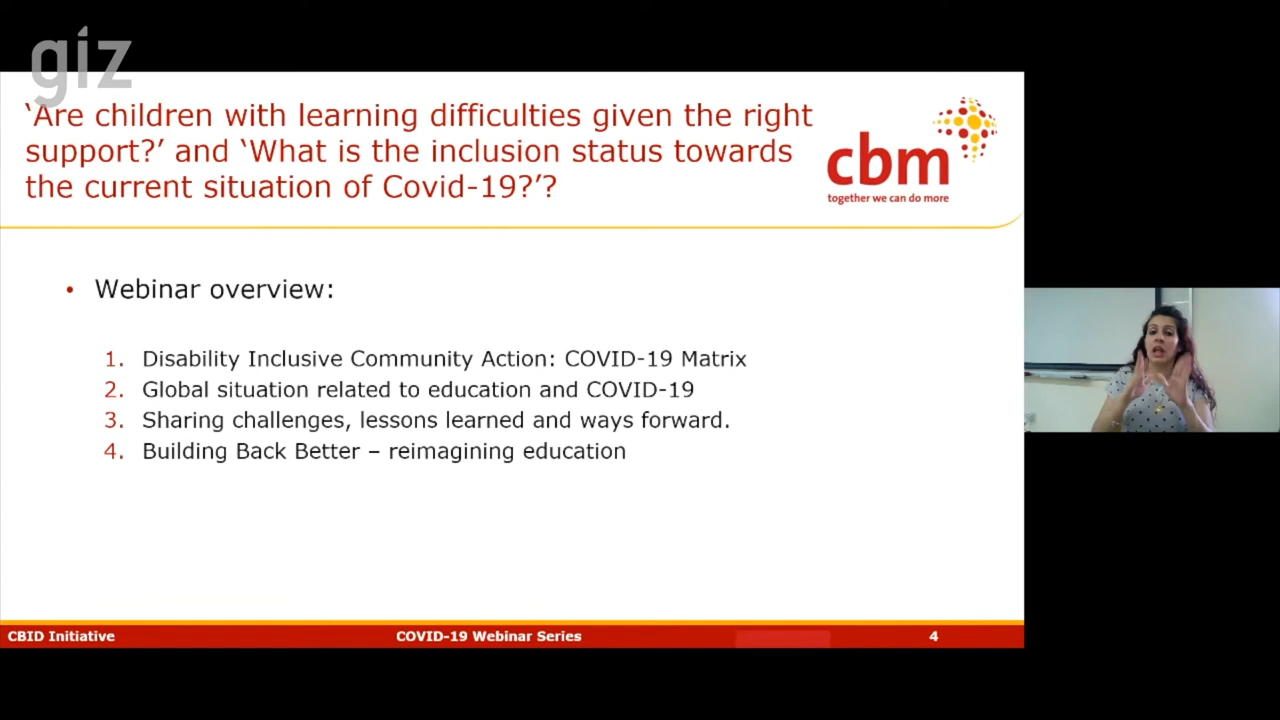 giz
‘Are children with learning difficulties given the right
support?’ and ‘What is the inclusion status towards
the current situation of Covid-19?’?
cbm
together we can do more
• Webinar overview:
1. Disability Inclusive Community Action: COVID-19 Matrix
2. Global situation related to education and COVID-19
3. Sharing challenges, lessons learned and ways forward.
4. Building Back Better – reimagining education
CBID Initiative COVID-19 Webinar Series 4